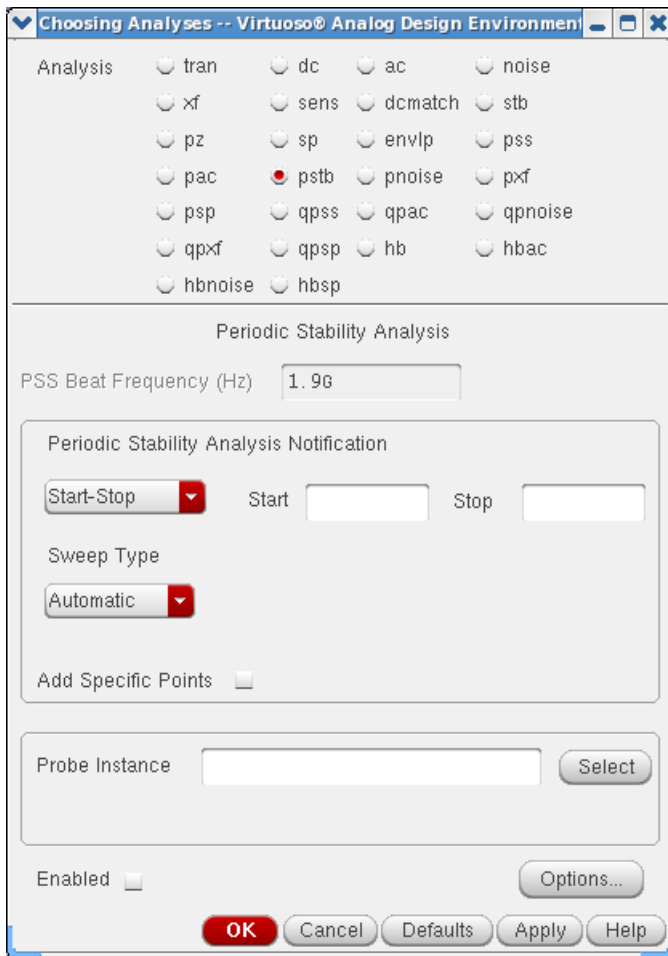 Choosing Analyses -- Virtuoso® Analog Design Environment
Analysis tran dc ac noise
xf sens dcmatch stb
pz sp envlp pss
pac pstb pnoise pxf
psp qpss qpac qpnoise
qpxf qpsp hb hbac
hbnoise hbsp
Periodic Stability Analysis
PSS Beat Frequency (Hz) 1.9G
Periodic Stability Analysis Notification
Start-Stop Start Stop
Sweep Type
Automatic
Add Specific Points
Probe Instance Select
Enabled Options...
OK Cancel Defaults Apply Help